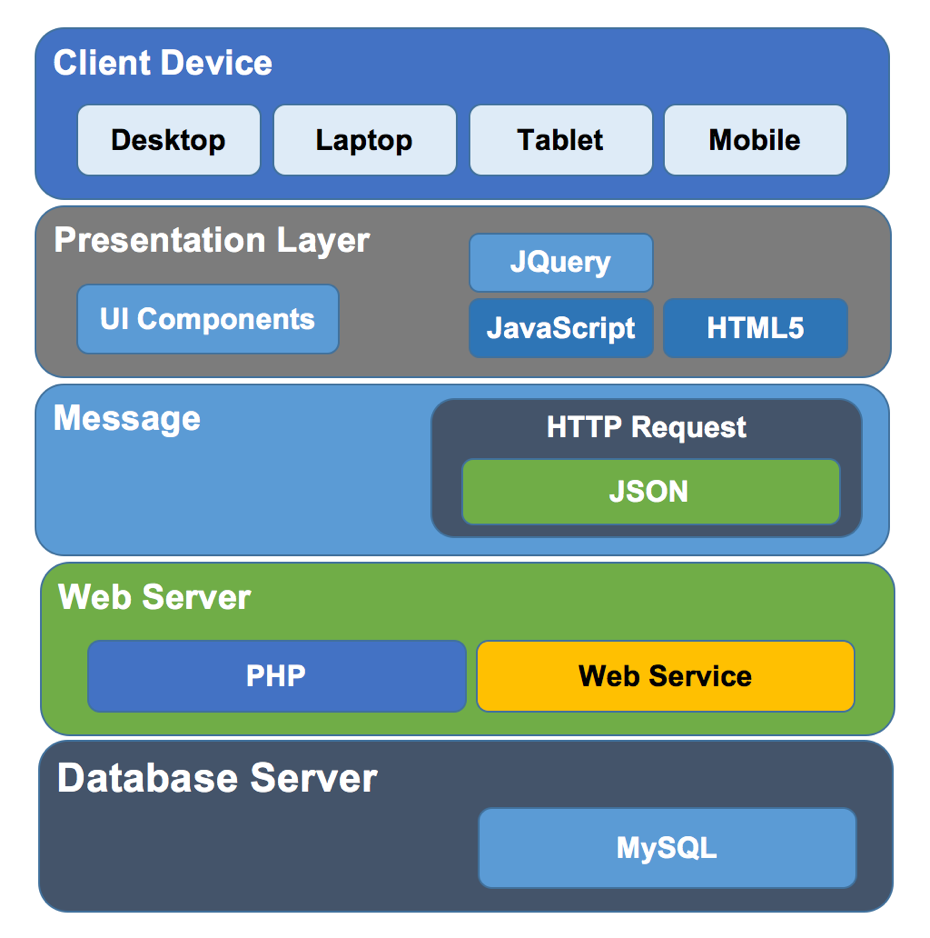 Client Device
Desktop
Laptop
Tablet
Mobile
Presentation Layer
JQuery
UI Components
JavaScript
HTML5
Message
HTTP Request
JSON
Web Server
PHP
Web Service
Database Server
MySQL